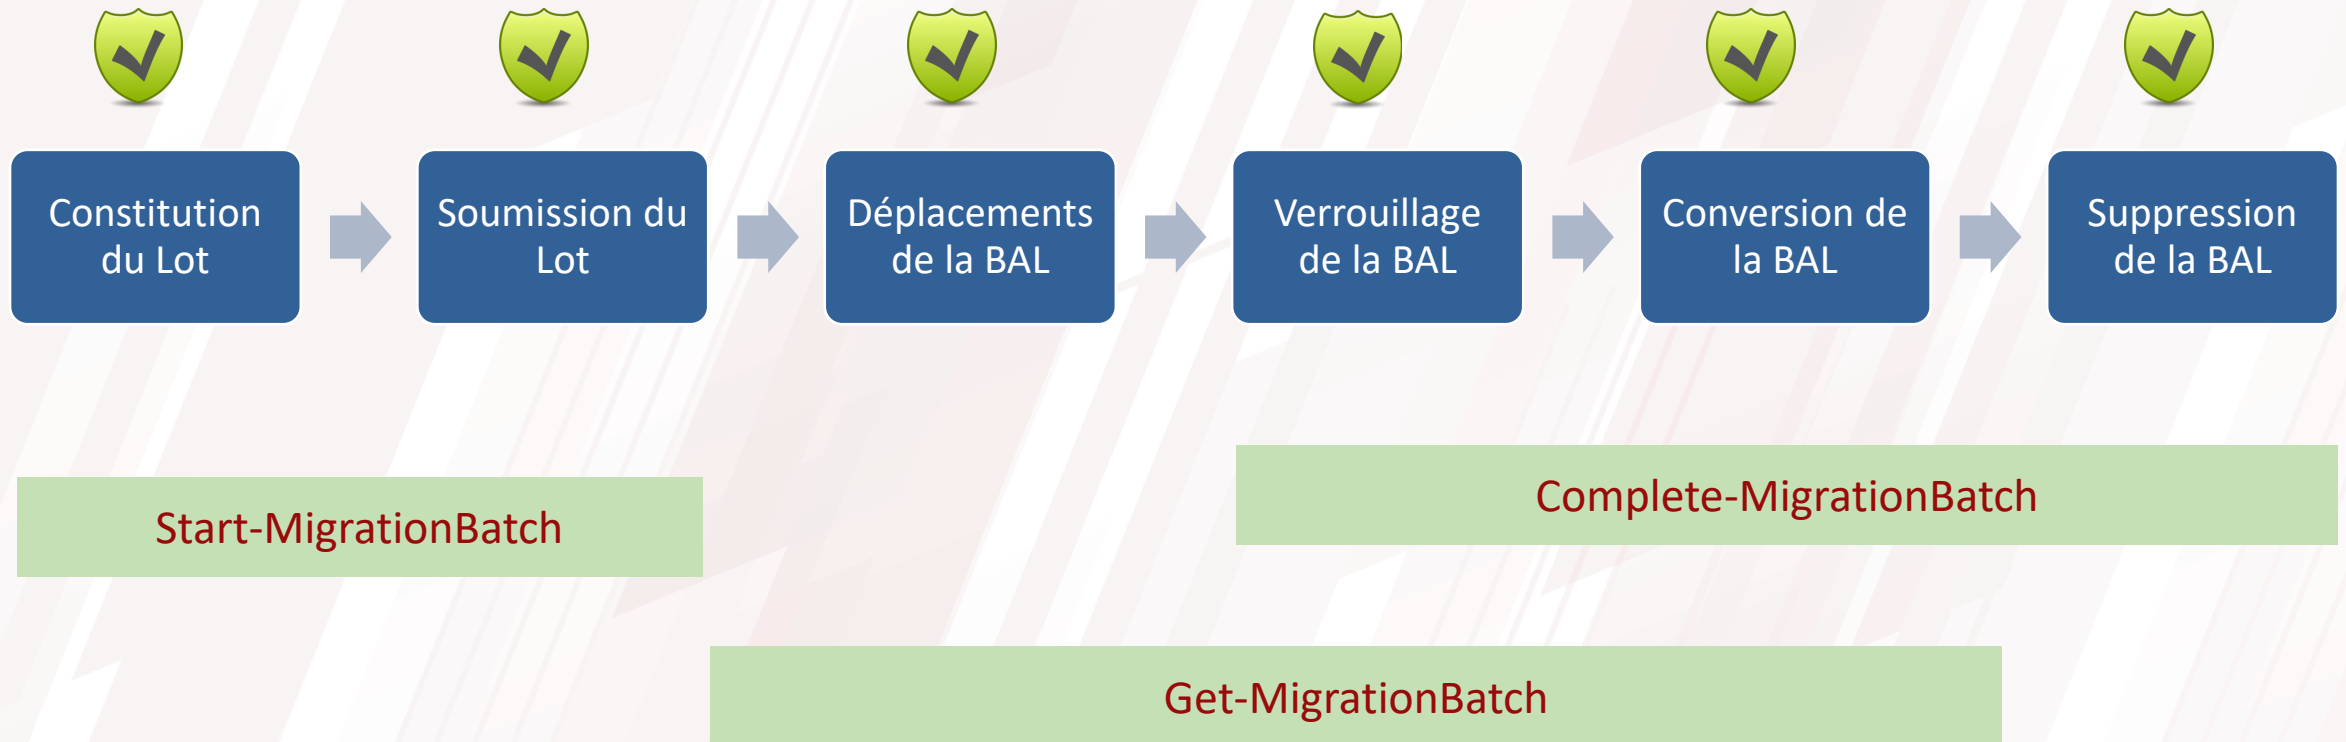 Constitution
du Lot
Soumission du
Lot
Déplacements
de la BAL
Verrouillage
de la BAL
Conversion de
la BAL
Suppression
de la BAL
Start-MigrationBatch
Complete-MigrationBatch
Get-MigrationBatch